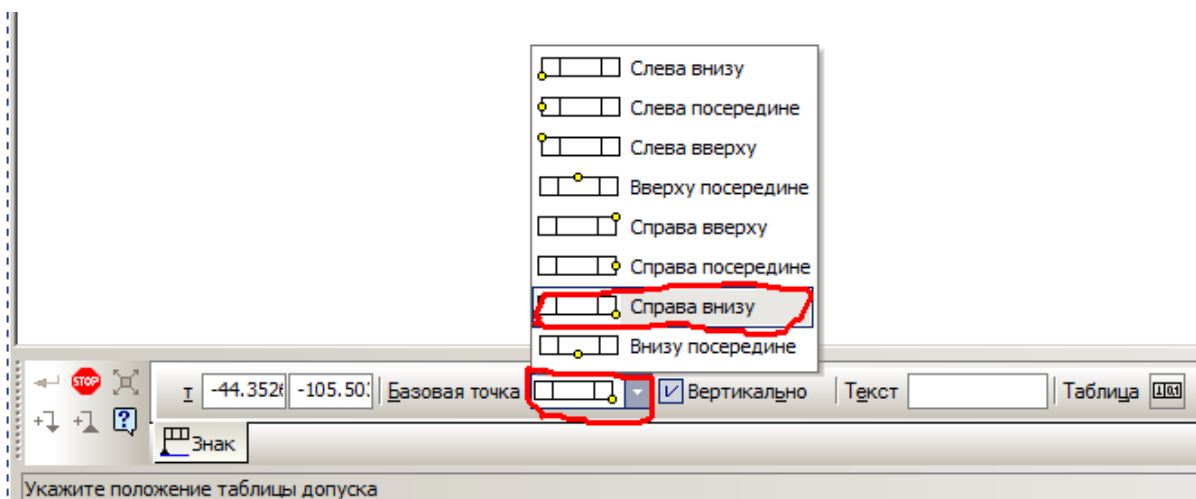 Слева внизу
Слева посередине
Слева вверху
Вверху посередине
Справа вверху
Справа посередине
Справа внизу
Внизу посередине
STOP т -44.352 -105.50 Базовая точка Вертикально Текст Таблица
Знак
Укажите положение таблицы допуска